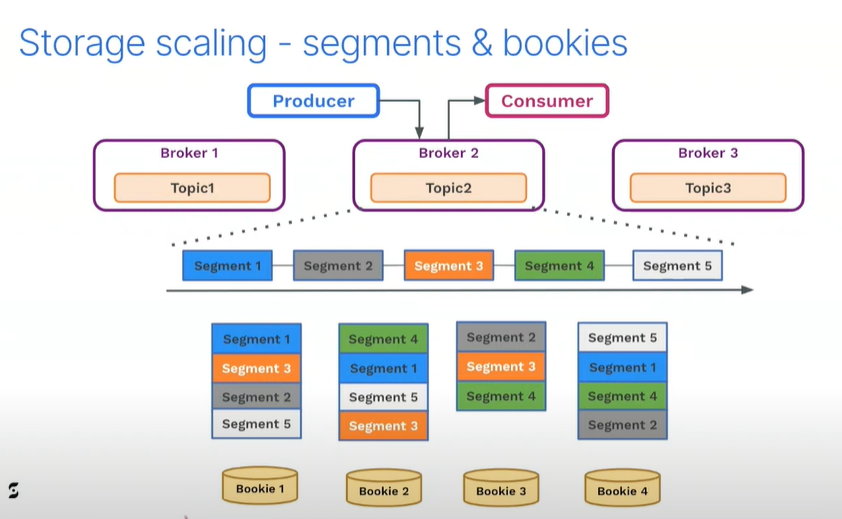 Storage scaling - segments & bookies
Producer
Consumer
Broker 1
Broker 2
Broker 3
Topic1
Topic2
Topic3
Segment 1
Segment 2
Segment 3
Segment 4
Segment 5
Segment 1
Segment 3
Segment 2
Segment 5
Segment 4
Segment 1
Segment 5
Segment 3
Segment 2
Segment 3
Segment 4
Segment 5
Segment 1
Segment 4
Segment 2
Bookie 1
Bookie 2
Bookie 3
Bookie 4